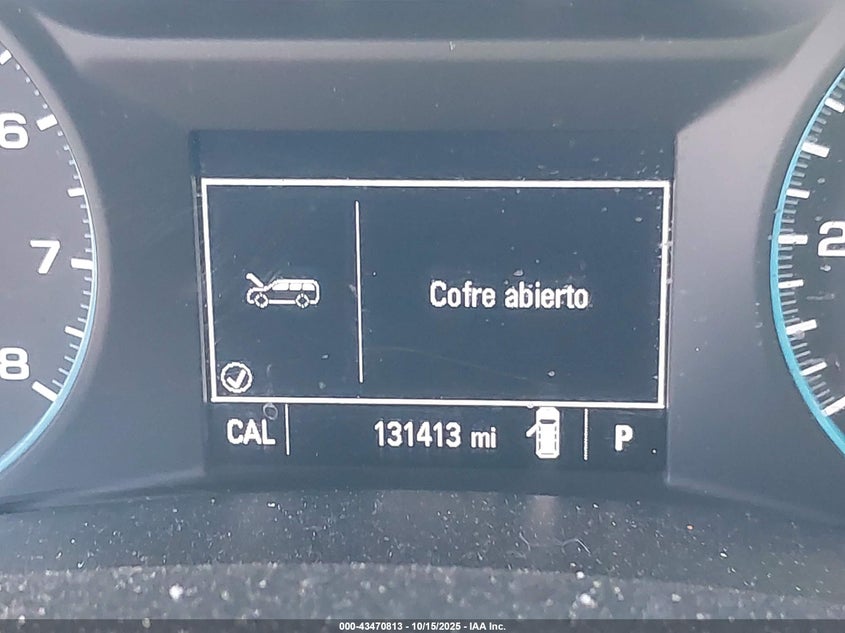 6
7
8
2
Cofre abierto
CAL
131413 mi
P
000-43470813 - 10/15/2025 - IAA Inc.